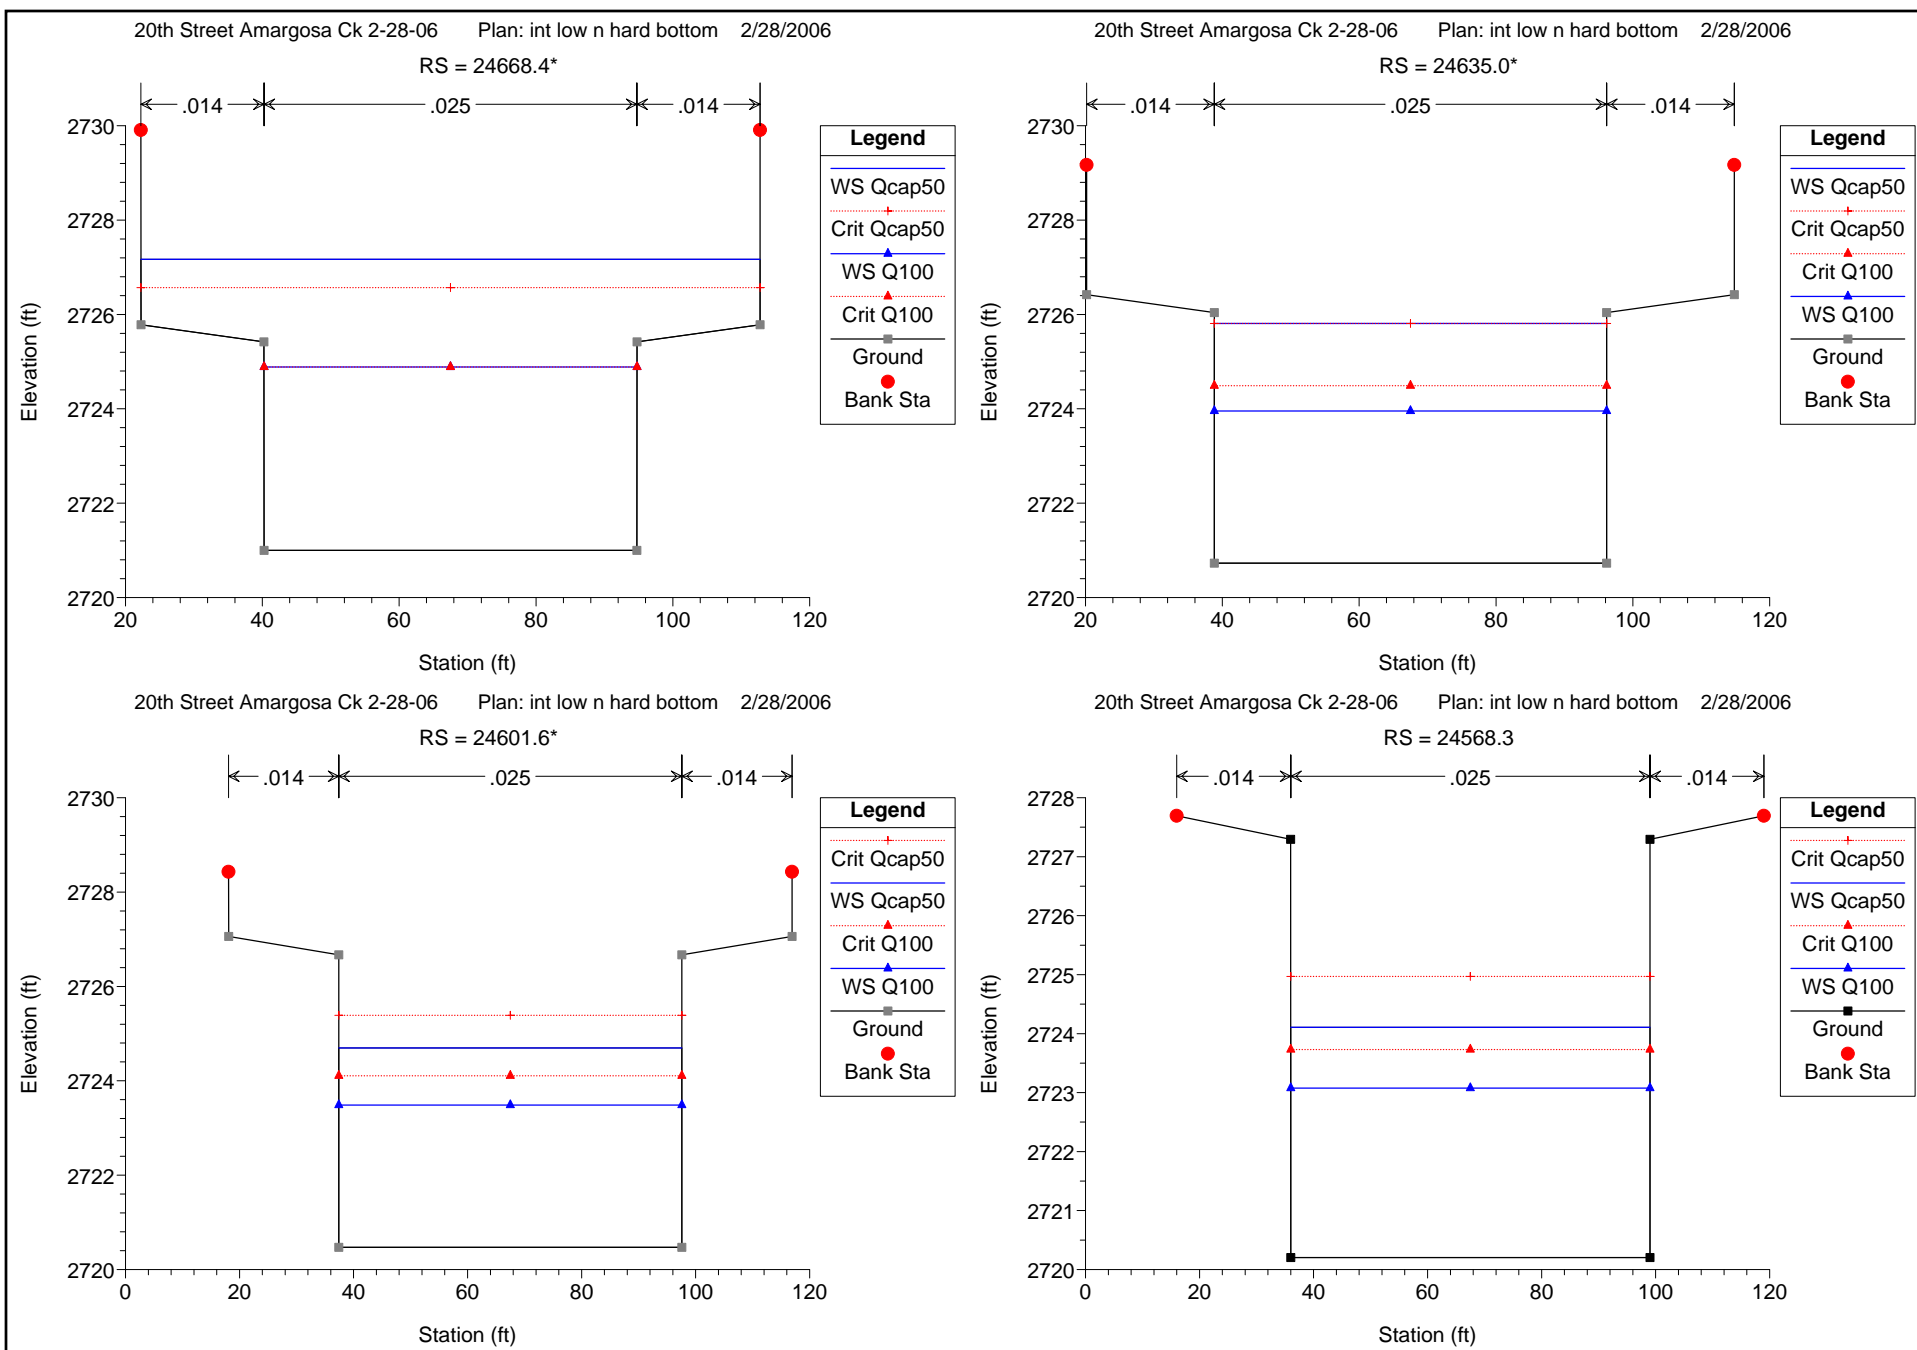 20th Street Amargosa Ck 2-28-06 Plan: int low n hard bottom 2/28/2006
RS = 24668.4*
.014 .025 .014
Elevation (ft)
2730
2728
2726
2724
2722
2720
20 40 60 80 100 120
Station (ft)
Legend
WS Qcap50
Crit Qcap50
WS Q100
Crit Q100
Ground
Bank Sta
20th Street Amargosa Ck 2-28-06 Plan: int low n hard bottom 2/28/2006
RS = 24635.0*
.014 .025 .014
Elevation (ft)
2730
2728
2726
2724
2722
2720
20 40 60 80 100 120
Station (ft)
Legend
WS Qcap50
Crit Qcap50
Crit Q100
WS Q100
Ground
Bank Sta
20th Street Amargosa Ck 2-28-06 Plan: int low n hard bottom 2/28/2006
RS = 24601.6*
.014 .025 .014
Elevation (ft)
2730
2728
2726
2724
2722
2720
0 20 40 60 80 100 120
Station (ft)
Legend
Crit Qcap50
WS Qcap50
Crit Q100
WS Q100
Ground
Bank Sta
20th Street Amargosa Ck 2-28-06 Plan: int low n hard bottom 2/28/2006
RS = 24568.3
.014 .025 .014
Elevation (ft)
2728
2727
2726
2725
2724
2723
2722
2721
2720
0 20 40 60 80 100 120
Station (ft)
Legend
Crit Qcap50
WS Qcap50
Crit Q100
WS Q100
Ground
Bank Sta